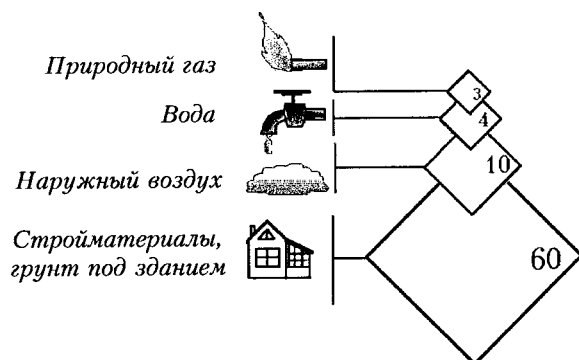 Природный газ
3
Вода
4
Наружный воздух
10
Стройматериалы,
грунт под зданием
60